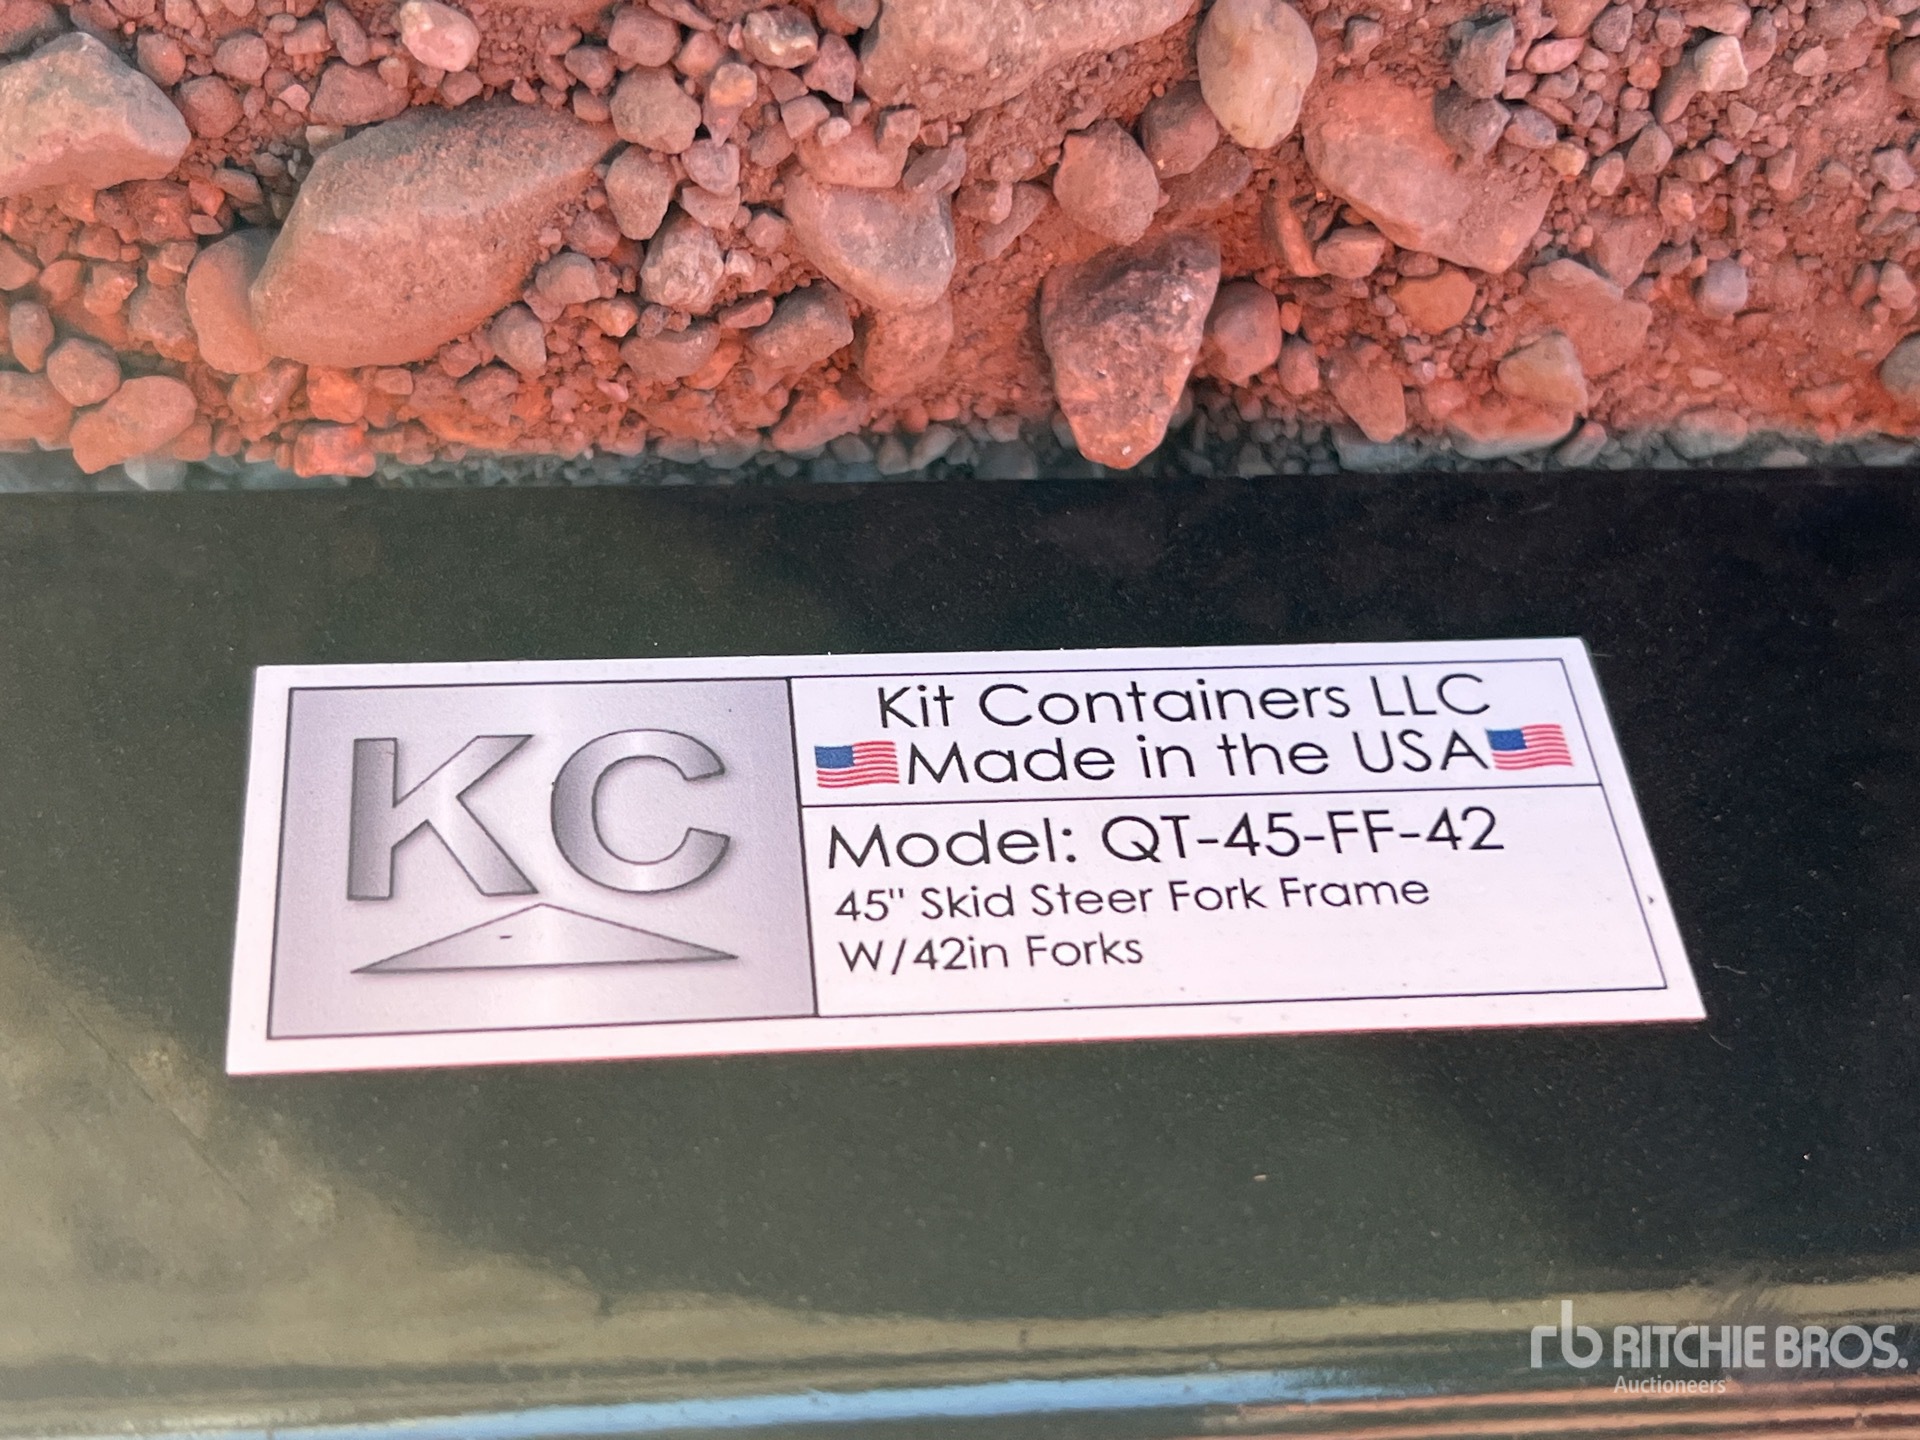 KC
Kit Containers LLC
Made in the USA
Model: QT-45-FF-42
45" Skid Steer Fork Frame
W/42in Forks
rb RITCHIE BROS.
Auctioneers